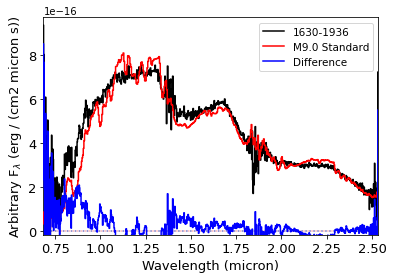 1e−16
1630-1936
M9.0 Standard
Difference
Arbitrary Fλ (erg / (cm2 micron s))
8
6
4
2
0
0.75 1.00 1.25 1.50 1.75 2.00 2.25 2.50
Wavelength (micron)